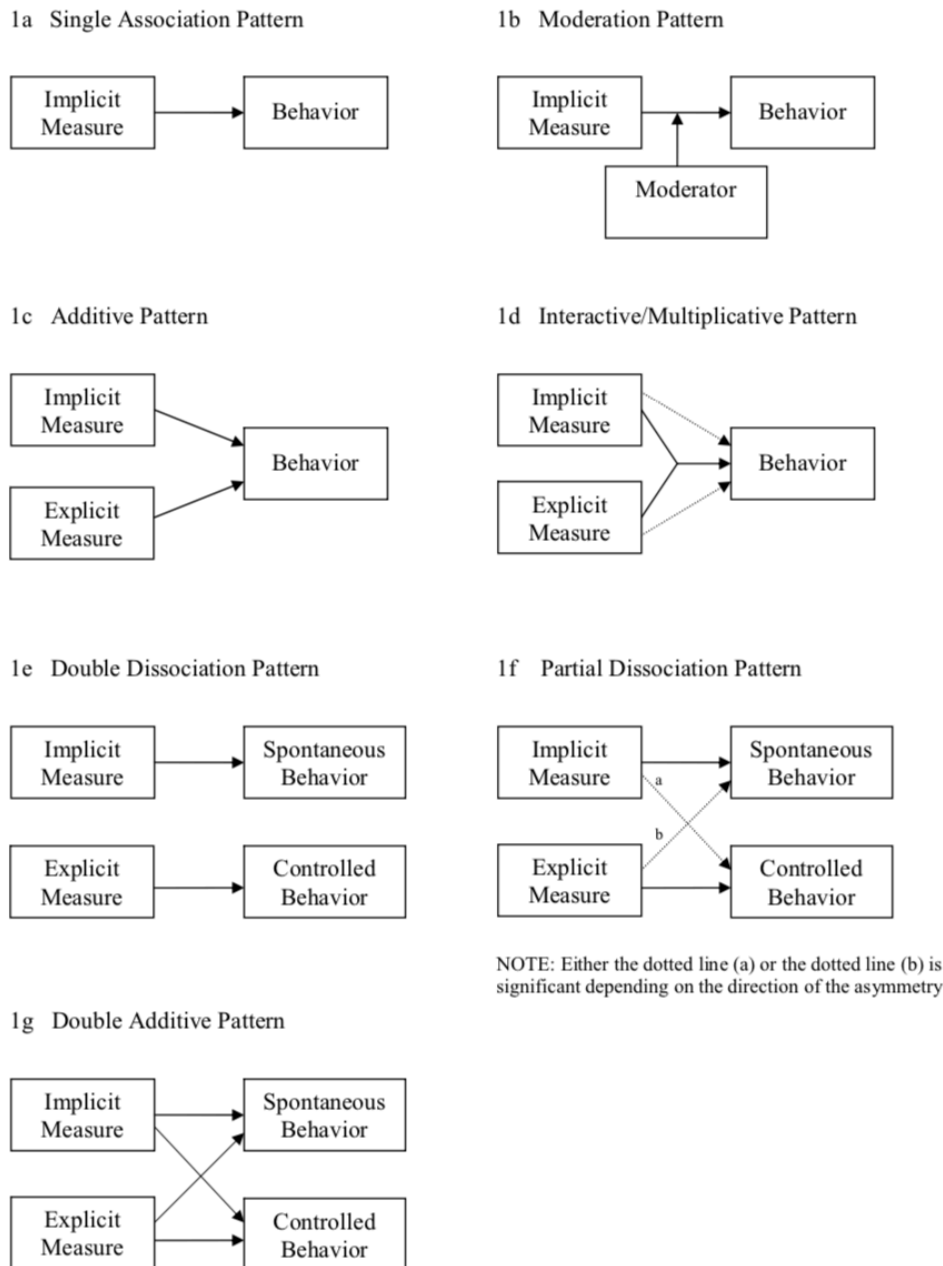 1a Single Association Pattern
Implicit
Measure
Behavior
1b Moderation Pattern
Implicit
Measure
Behavior
Moderator
1c Additive Pattern
Implicit
Measure
Explicit
Measure
Behavior
1d Interactive/Multiplicative Pattern
Implicit
Measure
Explicit
Measure
Behavior
1e Double Dissociation Pattern
Implicit
Measure
Spontaneous
Behavior
Explicit
Measure
Controlled
Behavior
1f Partial Dissociation Pattern
Implicit
Measure
Spontaneous
Behavior
a
b
Explicit
Measure
Controlled
Behavior
NOTE: Either the dotted line (a) or the dotted line (b) is
significant depending on the direction of the asymmetry
1g Double Additive Pattern
Implicit
Measure
Spontaneous
Behavior
Explicit
Measure
Controlled
Behavior